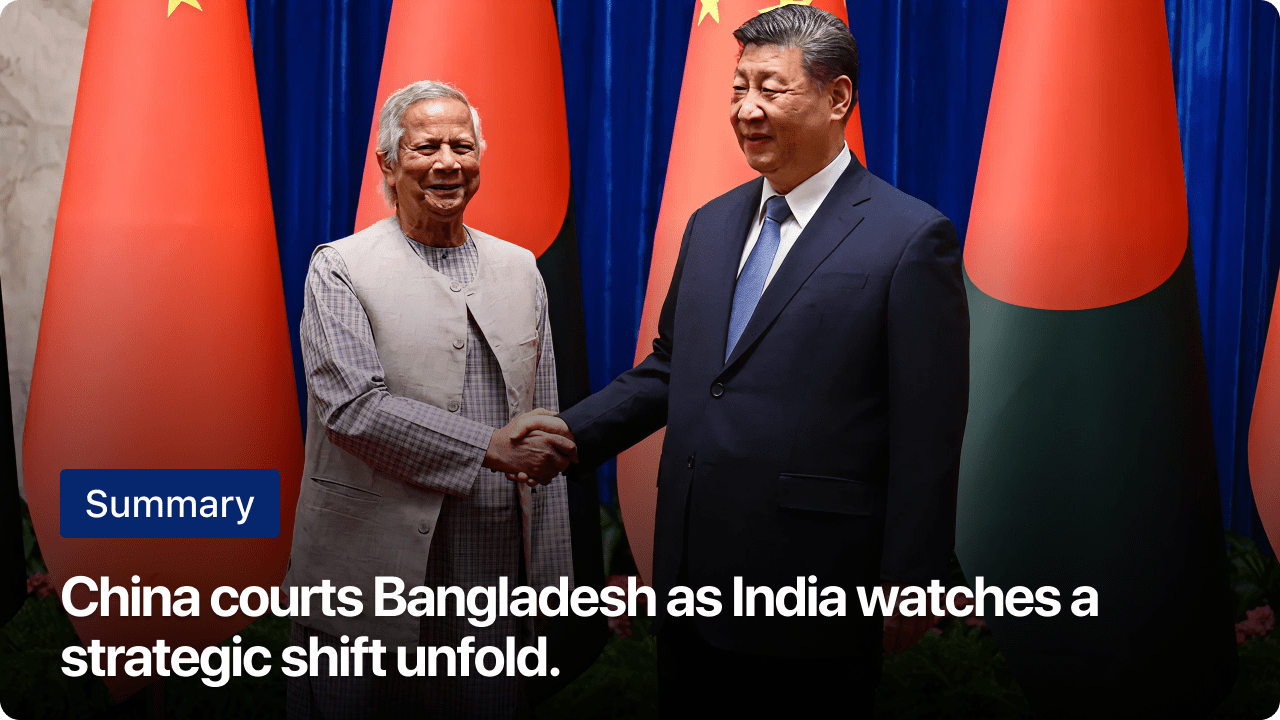 Summary
China courts Bangladesh as India watches a
strategic shift unfold.